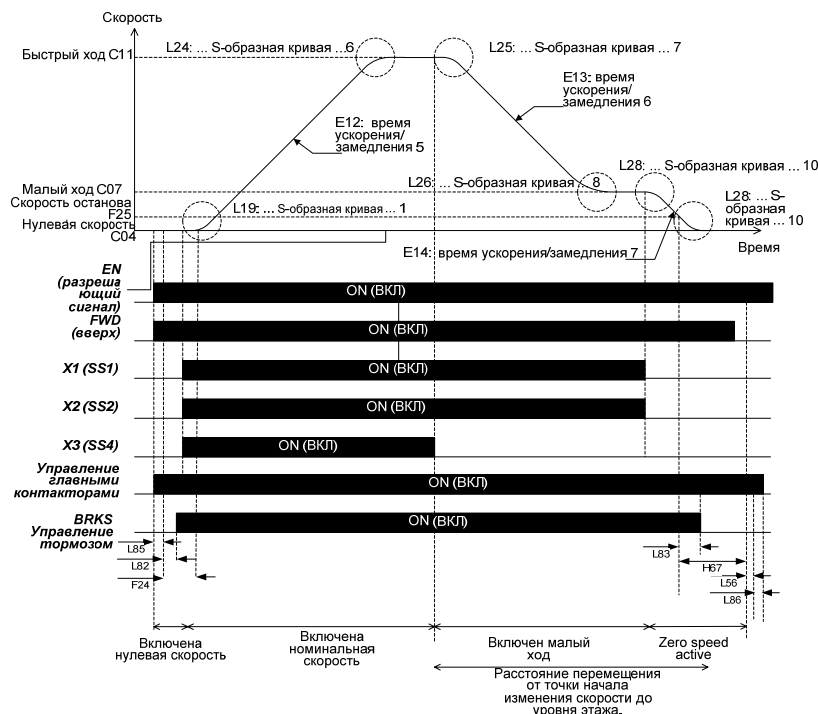 Скорость
Быстрый ход C11
L24: ... S-образная кривая ...6
L25: ... S-образная кривая ... 7
E13: время
ускорения/
замедления 6
E12: время
ускорения/
замедления 5
L28: ... S-образная кривая ... 10
Малый ход C07
L26 ... S-образная кривая 8
Скорость останова
F25
L19: ... S-образная кривая ... 1
L28: ... S-
образная
кривая ... 10
Нулевая скорость
C04
Время
E14: время ускорения/замедления 7
EN
(разреша
ющий
сигнал)
ON (ВКЛ)
FWD
(вверх)
ON (ВКЛ)
X1 (SS1)
ON (ВКЛ)
X2 (SS2)
ON (ВКЛ)
X3 (SS4)
ON (ВКЛ)
Управление
главными
контакторами
ON (ВКЛ)
BRKS
Управление
тормозом
ON (ВКЛ)
L85
L82
F24
L83
H67
L56
L86
Включена
нулевая скорость
Включена
номинальная
скорость
Включен малый
ход
Zero speed
active
Расстояние перемещения
от точки начала
изменения скорости до
уровня этажа.